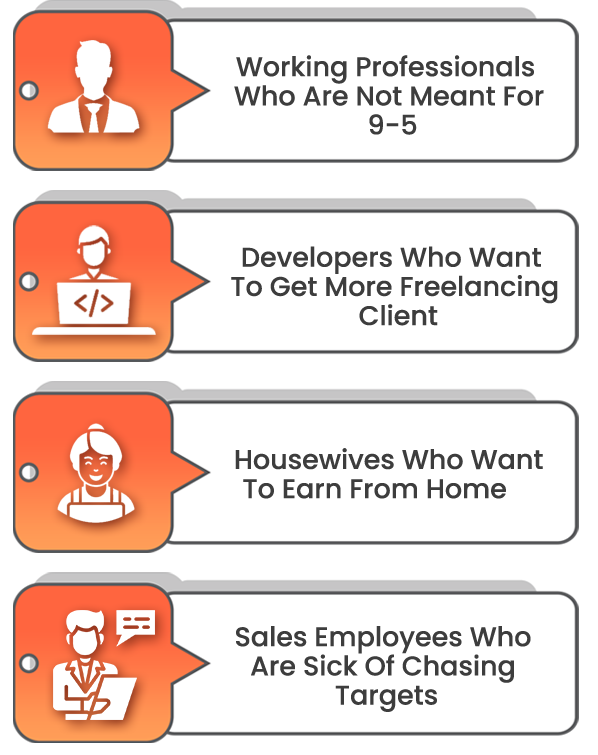 Working Professionals
Who Are Not Meant For
9-5
</>
Developers Who Want
To Get More Freelancing
Client
Housewives Who Want
To Earn From Home
Sales Employees Who
Are Sick Of Chasing
Targets